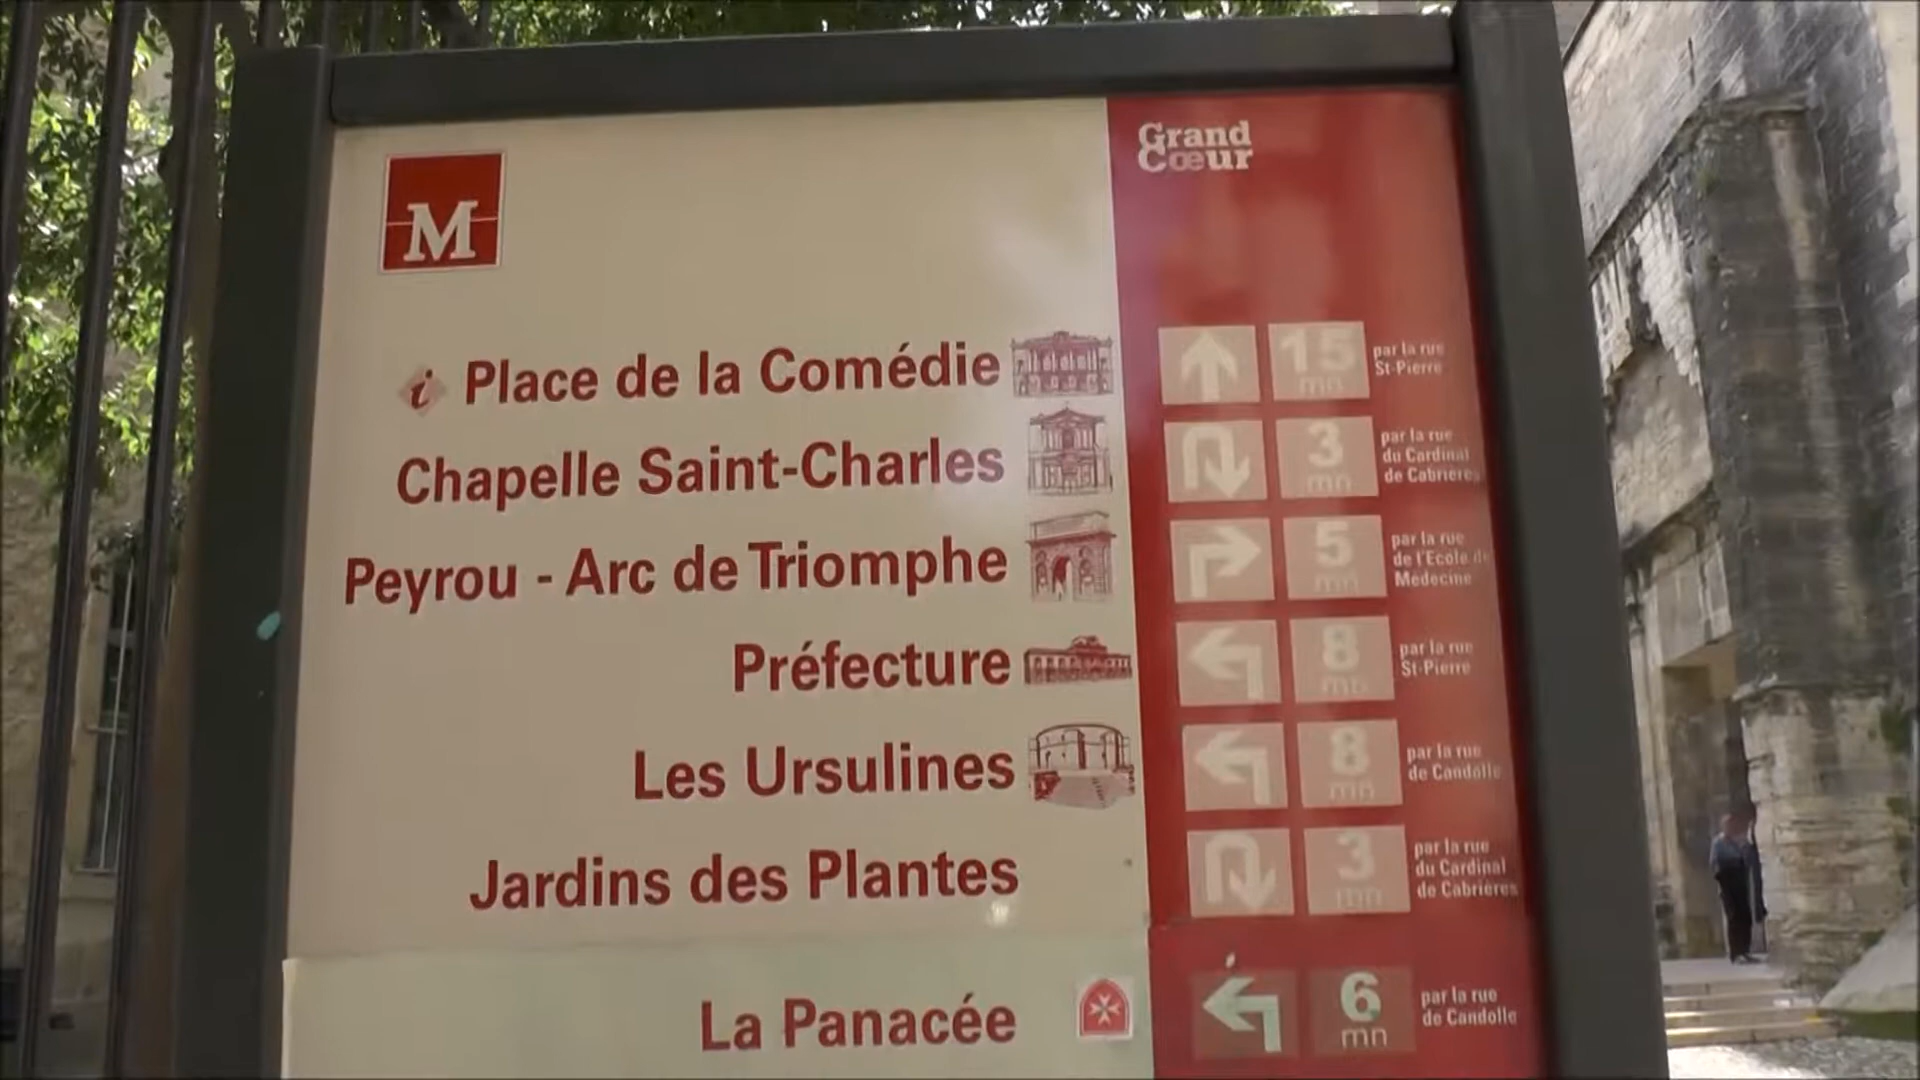 M
Grand
Cœur
i Place de la Comédie 15 mn par la rue
St-Pierre
Chapelle Saint-Charles 3 mn par la rue
du Cardinal
de Cabrières
Peyrou - Arc de Triomphe 5 mn par la rue
de l'Ecole de
Médecine
Préfecture 8 mn par la rue
St-Pierre
Les Ursulines 8 mn par la rue
de Candolle
Jardins des Plantes 3 mn par la rue
du Cardinal
de Cabrières
La Panacée 6 mn par la rue
de Candolle